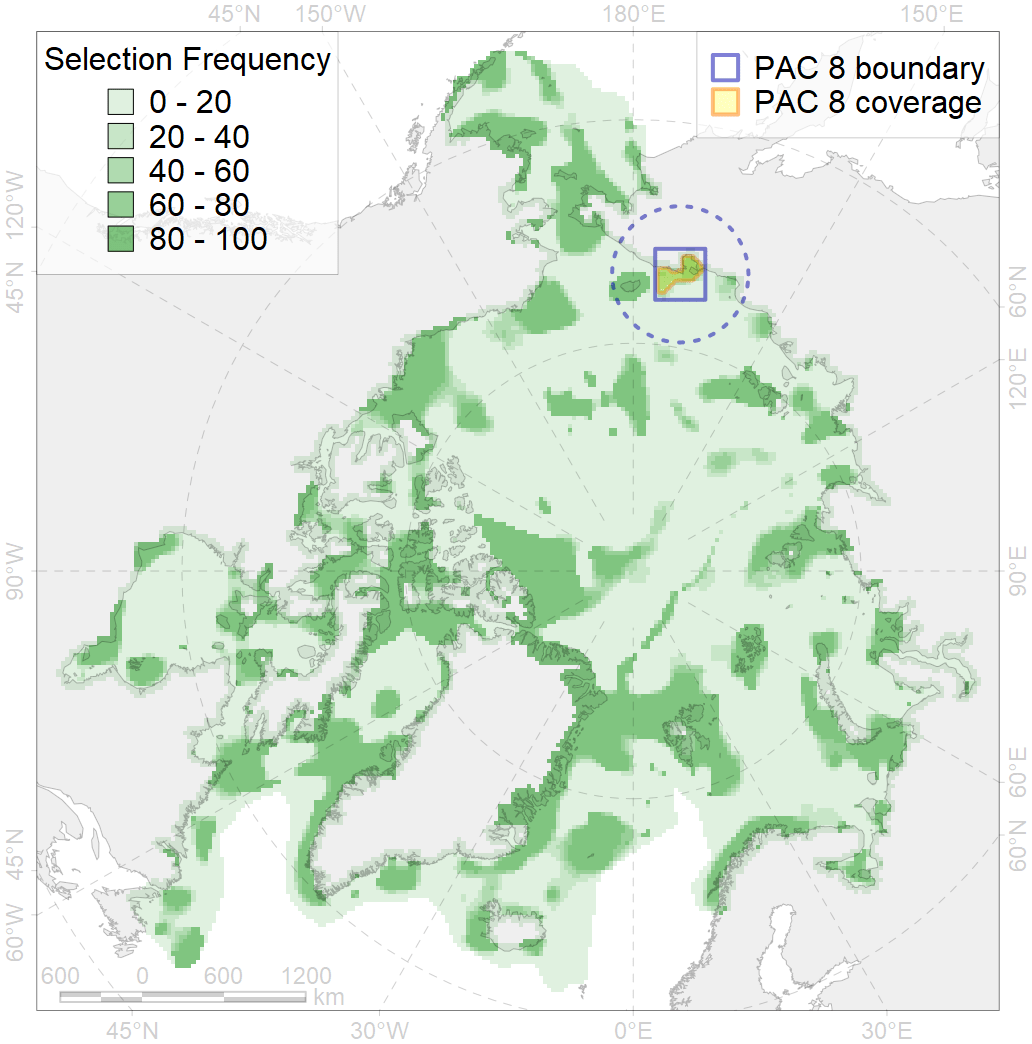 45°N 150°W 180°E 150°E
Selection Frequency
0 - 20
20 - 40
40 - 60
60 - 80
80 - 100
PAC 8 boundary
PAC 8 coverage
120°W
45°N
90°W
45°N
60°W
60°N
120°E
90°E
60°E
60°N
600 0 600 1200
km
45°N 30°W 0°E 30°E